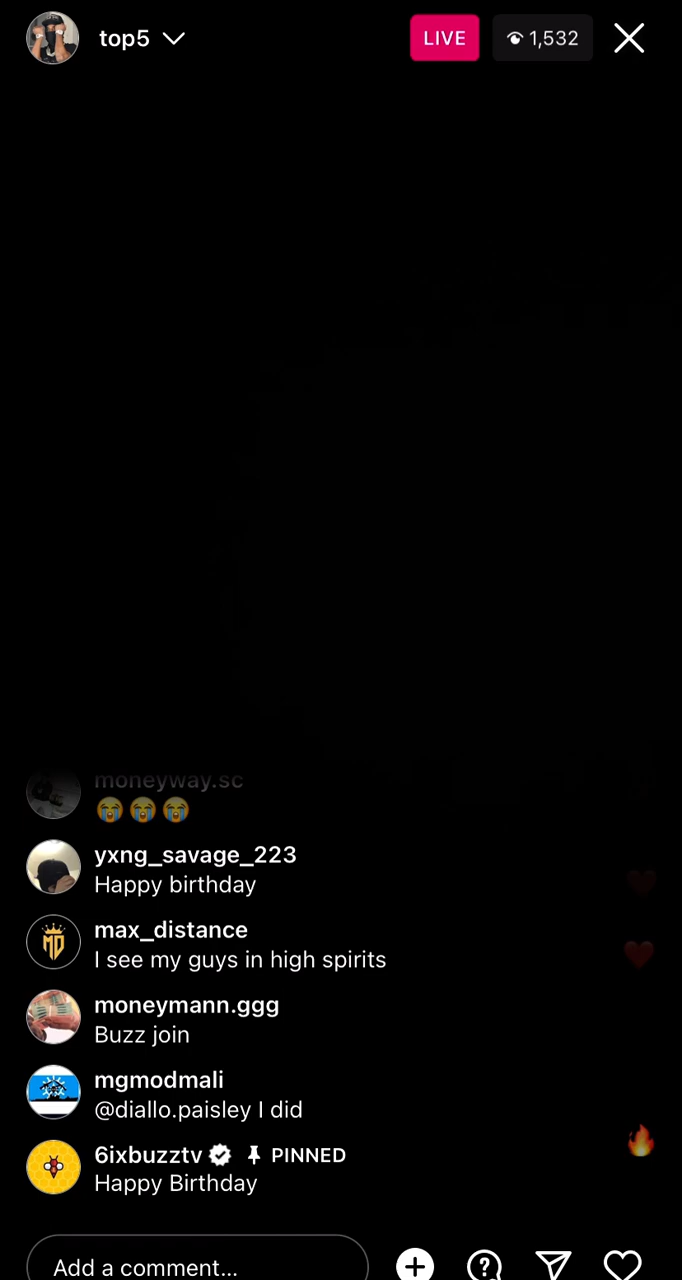 top5
LIVE
1,532
moneyway.sc
😭😭😭
yxng_savage_223
Happy birthday
max_distance
I see my guys in high spirits
moneymann.ggg
Buzz join
mgmodmali
@diallo.paisley I did
6ixbuzztv PINNED
Happy Birthday
Add a comment...